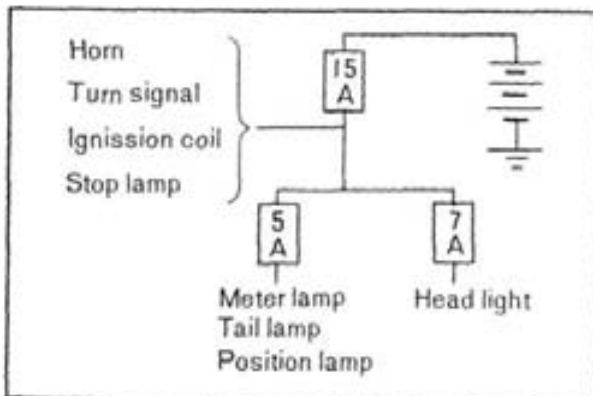 Horn
Turn signal
Ignission coil
Stop lamp
15
A
5
A
7
A
Meter lamp
Tail lamp
Position lamp
Head light